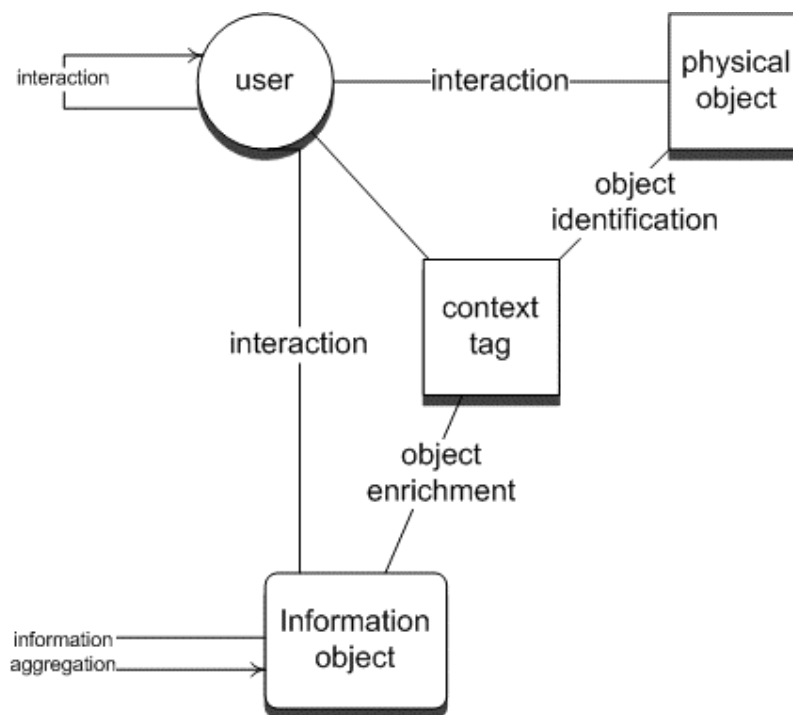 interaction
user
interaction
physical
object
object
identification
context
tag
interaction
object
enrichment
Information
object
information
aggregation